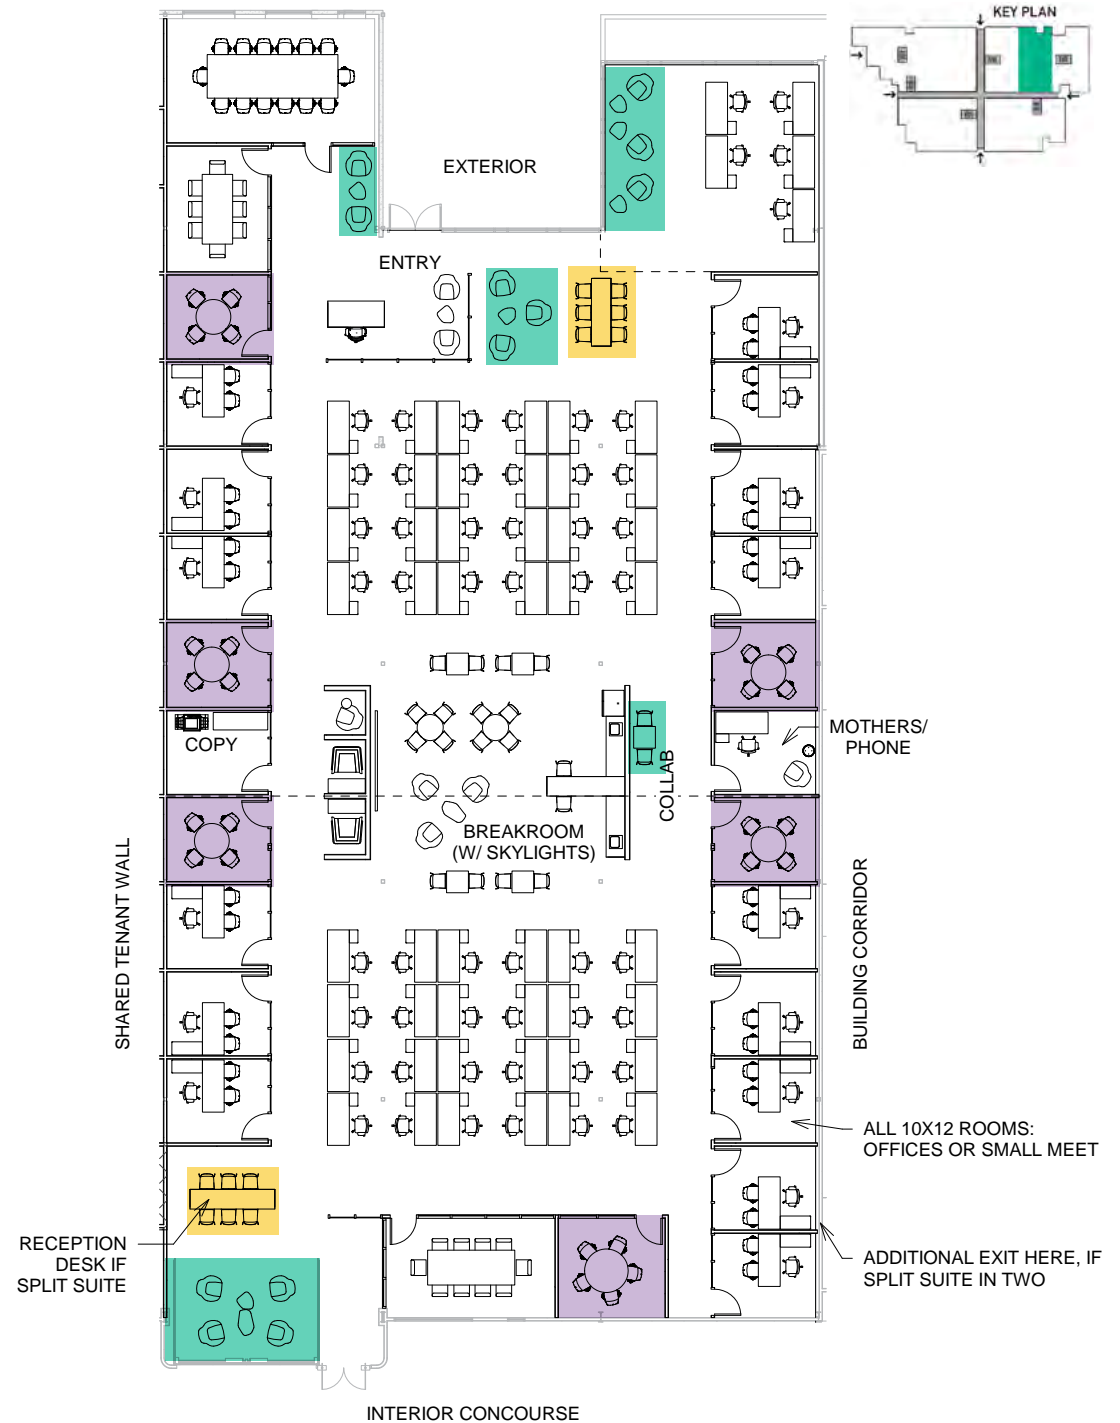 KEY PLAN
EXTERIOR
ENTRY
COPY
MOTHERS/
PHONE
COLLAB
BREAKROOM
(W/ SKYLIGHTS)
SHARED TENANT WALL
BUILDING CORRIDOR
ALL 10X12 ROOMS:
OFFICES OR SMALL MEET
RECEPTION
DESK IF
SPLIT SUITE
ADDITIONAL EXIT HERE, IF
SPLIT SUITE IN TWO
INTERIOR CONCOURSE